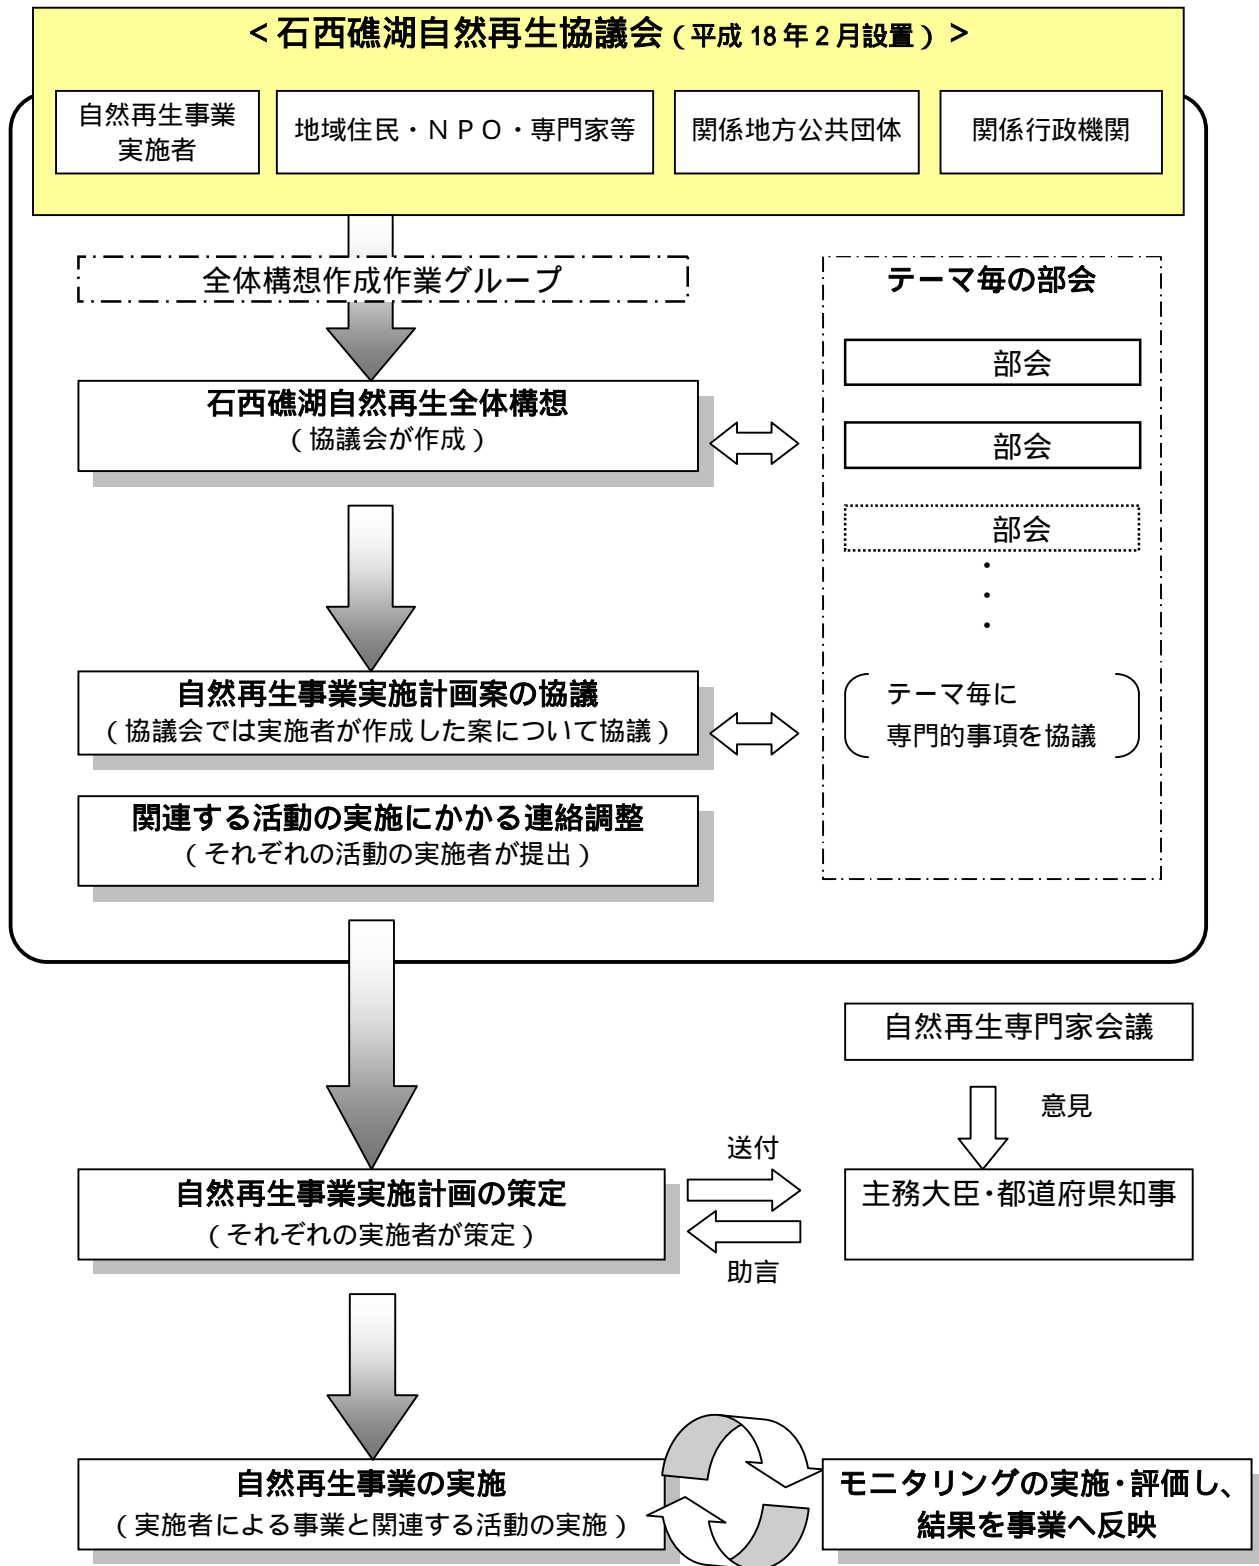 ＜石西礁湖自然再生協議会（平成18年2月設置）＞
自然再生事業
実施者
地域住民・ＮＰＯ・専門家等
関係地方公共団体
関係行政機関
全体構想作成作業グループ
テーマ毎の部会
部会
石西礁湖自然再生全体構想
（協議会が作成）
部会
部会
・
・
・
自然再生事業実施計画案の協議
（協議会では実施者が作成した案について協議）
テーマ毎に
専門的事項を協議
関連する活動の実施にかかる連絡調整
（それぞれの活動の実施者が提出）
自然再生専門家会議
意見
送付
自然再生事業実施計画の策定
（それぞれの実施者が策定）
主務大臣・都道府県知事
助言
自然再生事業の実施
（実施者による事業と関連する活動の実施）
モニタリングの実施・評価し、
結果を事業へ反映